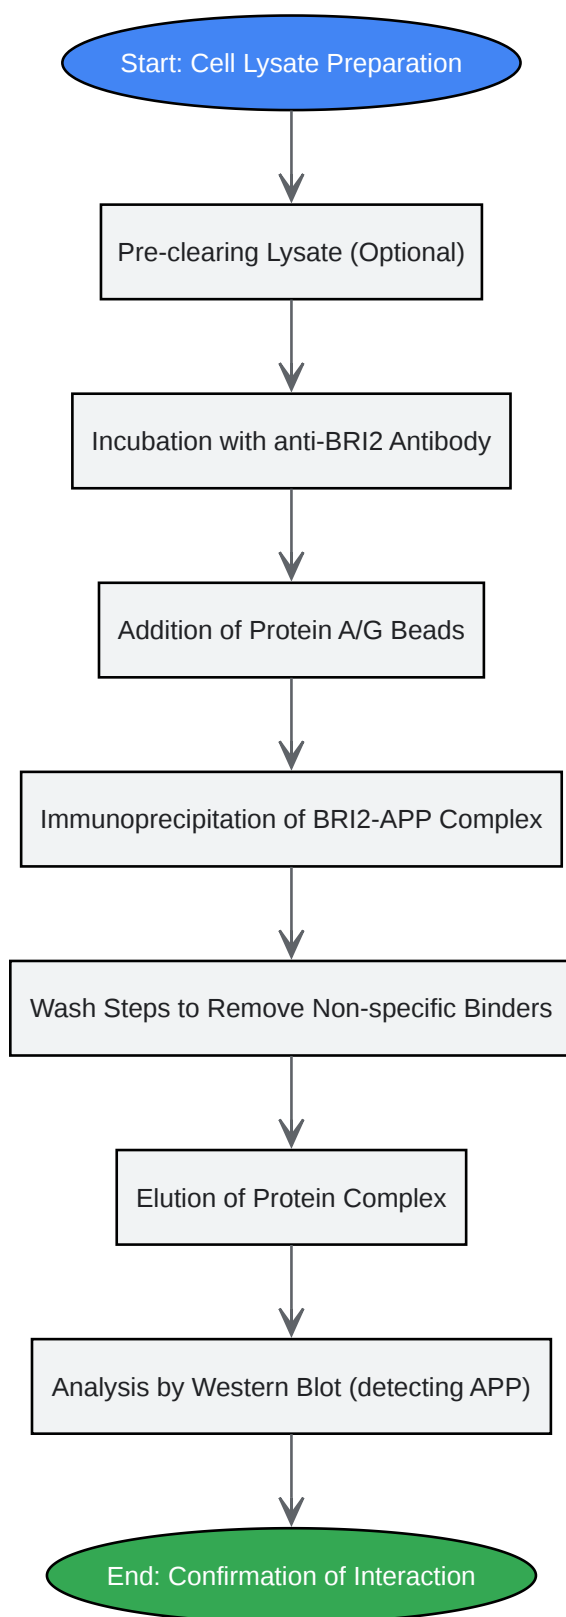 Start: Cell Lysate Preparation
Pre-clearing Lysate (Optional)
Incubation with anti-BRI2 Antibody
Addition of Protein A/G Beads
Immunoprecipitation of BRI2-APP Complex
Wash Steps to Remove Non-specific Binders
Elution of Protein Complex
Analysis by Western Blot (detecting APP)
End: Confirmation of Interaction